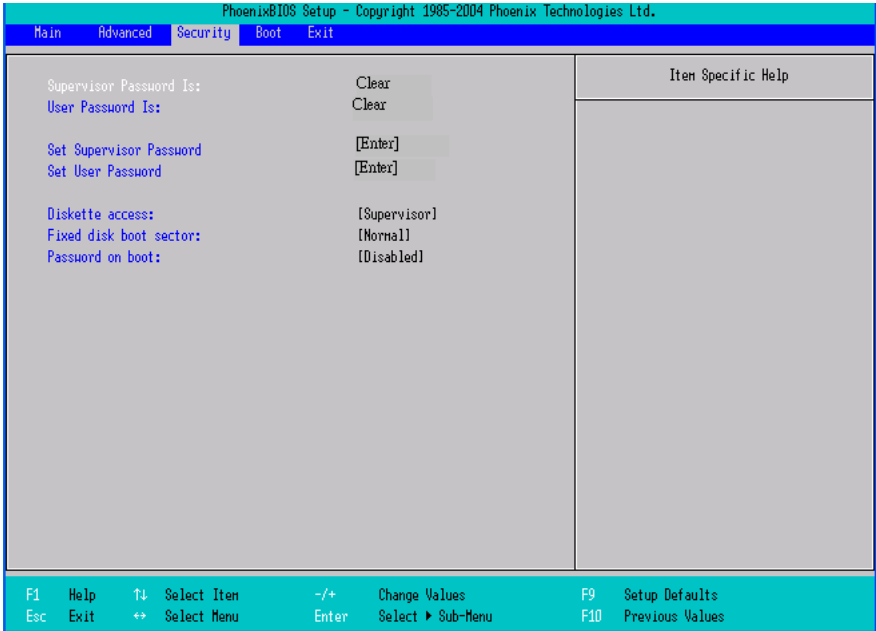 PhoenixBIOS Setup - Copyright 1985-2004 Phoenix Technologies Ltd.
Main Advanced Security Boot Exit
Item Specific Help
Supervisor Password Is: Clear
User Password Is: Clear
Set Supervisor Password [Enter]
Set User Password [Enter]
Diskette access: [Supervisor]
Fixed disk boot sector: [Normal]
Password on boot: [Disabled]
F1 Help ↑↓ Select Item -/+ Change Values F9 Setup Defaults
Esc Exit ↔ Select Menu Enter Select ▶ Sub-Menu F10 Previous Values